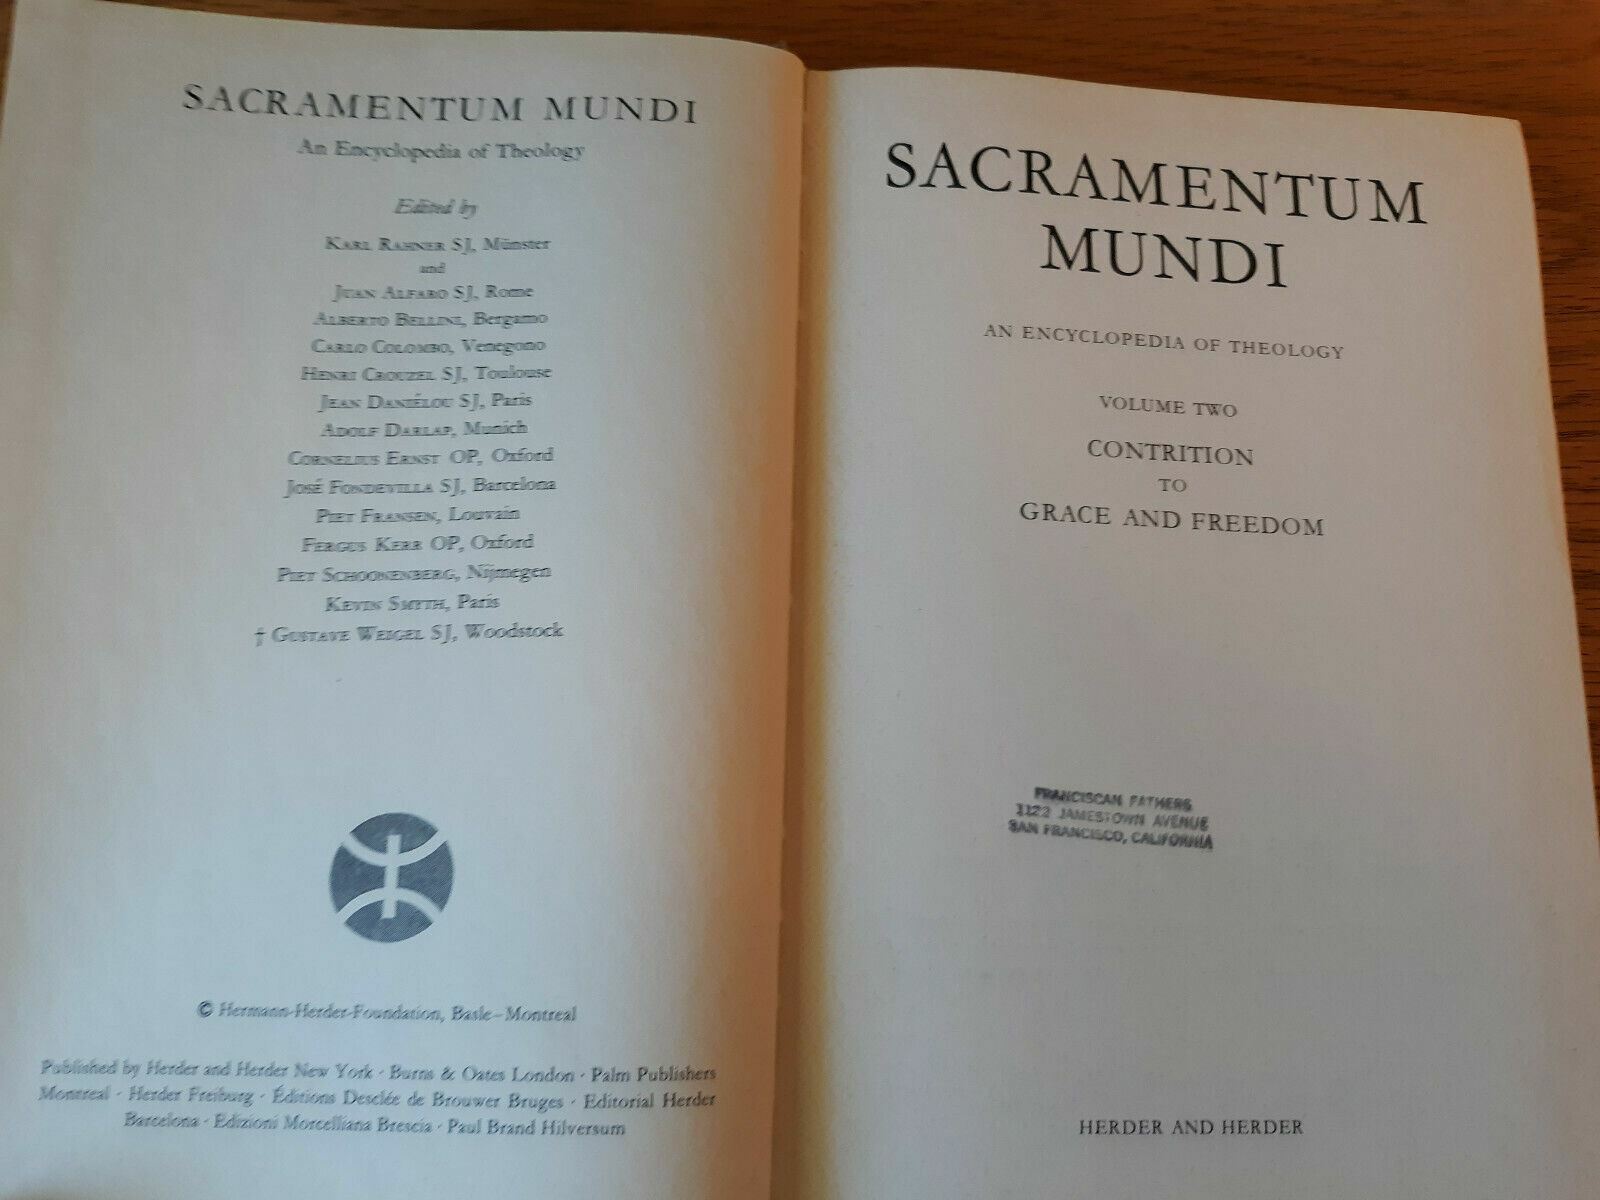 SACRAMENTUM MUNDI
An Encyclopedia of Theology
Edited by
KARL RAHNER SJ, Münster
and
JUAN ALFARO SJ, Rome
ALBERTO BELLINI, Bergamo
CARLO COLOMBO, Venegono
HENRI CROUZEL SJ, Toulouse
JEAN DANIÉLOU SJ, Paris
ADOLF DARLAP, Munich
CORNELIUS ERNST OP, Oxford
JOSÉ FONDEVILLA SJ, Barcelona
PIET FRANSEN, Louvain
FERGUS KERR OP, Oxford
PIET SCHOONENBERG, Nijmegen
KEVIN SMYTH, Paris
† GUSTAVE WEIGEL SJ, Woodstock
© Hermann-Herder-Foundation, Basle–Montreal
Published by Herder and Herder New York · Burns & Oates London · Palm Publishers
Montreal · Herder Freiburg · Éditions Desclée de Brouwer Bruges · Editorial Herder
Barcelona · Edizioni Morcelliana Brescia · Paul Brand Hilversum
SACRAMENTUM
MUNDI
AN ENCYCLOPEDIA OF THEOLOGY
VOLUME TWO
CONTRITION
TO
GRACE AND FREEDOM
FRANCISCAN FATHERS
1122 JAMESTOWN AVENUE
SAN FRANCISCO, CALIFORNIA
HERDER AND HERDER